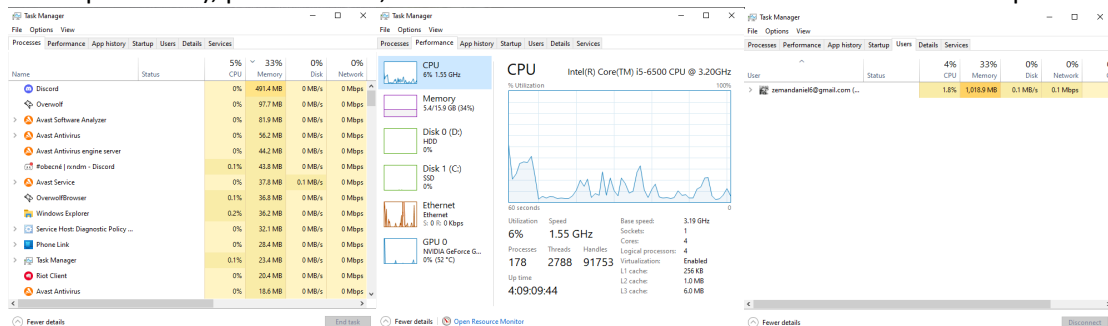 Task Manager
File Options View
Processes Performance App history Startup Users Details Services
5% 33% 0% 0%
Name Status CPU Memory Disk Network
Discord 0% 491.4 MB 0 MB/s 0 Mbps
Overwolf 0% 97.7 MB 0 MB/s 0 Mbps
Avast Software Analyzer 0% 81.9 MB 0 MB/s 0 Mbps
Avast Antivirus 0% 56.2 MB 0 MB/s 0 Mbps
Avast Antivirus engine server 0% 44.2 MB 0 MB/s 0 Mbps
#obecné | rxndm - Discord 0.1% 43.8 MB 0 MB/s 0 Mbps
Avast Service 0% 37.8 MB 0.1 MB/s 0 Mbps
OverwolfBrowser 0.1% 36.8 MB 0 MB/s 0 Mbps
Windows Explorer 0.2% 36.2 MB 0 MB/s 0 Mbps
Service Host: Diagnostic Policy ... 0% 32.1 MB 0 MB/s 0 Mbps
Phone Link 0% 28.4 MB 0 MB/s 0 Mbps
Task Manager 0.1% 23.4 MB 0 MB/s 0 Mbps
Riot Client 0% 20.4 MB 0 MB/s 0 Mbps
Avast Antivirus 0% 18.6 MB 0 MB/s 0 Mbps
Fewer details End task
Task Manager
File Options View
Processes Performance App history Startup Users Details Services
CPU
6% 1.55 GHz
Memory
5.4/15.9 GB (34%)
Disk 0 (D:)
HDD
0%
Disk 1 (C:)
SSD
0%
Ethernet
Ethernet
S: 0 R: 0 Kbps
GPU 0
NVIDIA GeForce G...
0% (52 °C)
CPU Intel(R) Core(TM) i5-6500 CPU @ 3.20GHz
% Utilization 100%
60 seconds 0
Utilization Speed
6% 1.55 GHz
Processes Threads Handles
178 2788 91753
Up time
4:09:09:44
Base speed: 3.19 GHz
Sockets: 1
Cores: 4
Logical processors: 4
Virtualization: Enabled
L1 cache: 256 KB
L2 cache: 1.0 MB
L3 cache: 6.0 MB
Fewer details Open Resource Monitor
Task Manager
File Options View
Processes Performance App history Startup Users Details Services
4% 33% 0% 0%
User Status CPU Memory Disk Network
zemandaniel6@gmail.com (... 1.8% 1,018.9 MB 0.1 MB/s 0.1 Mbps
Fewer details Disconnect